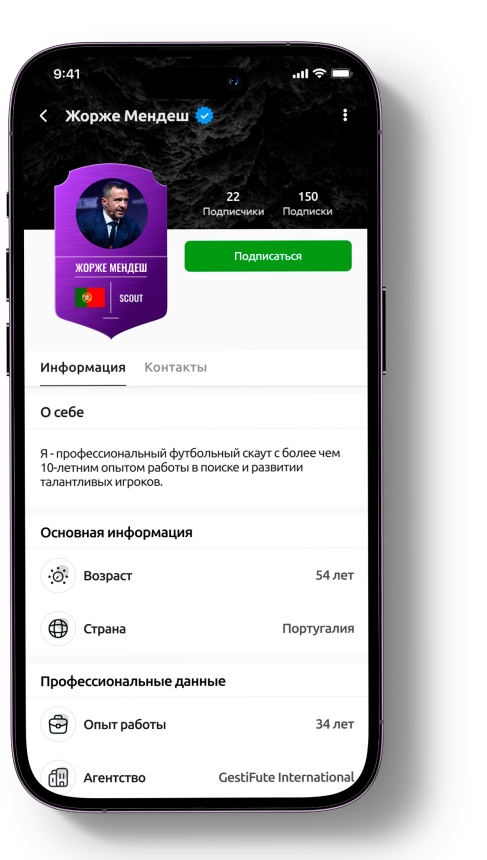 9:41
Жорже Мендеш
22
150
Подписчики
Подписки
Подписаться
ЖОРЖЕ МЕНДЕШ
SCOUT
Информация
Контакты
О себе
Я - профессиональный футбольный скаут с более чем
10-летним опытом работы в поиске и развитии
талантливых игроков.
Основная информация
Возраст
54 лет
Страна
Португалия
Профессиональные данные
Опыт работы
34 лет
Агентство
GestiFute International